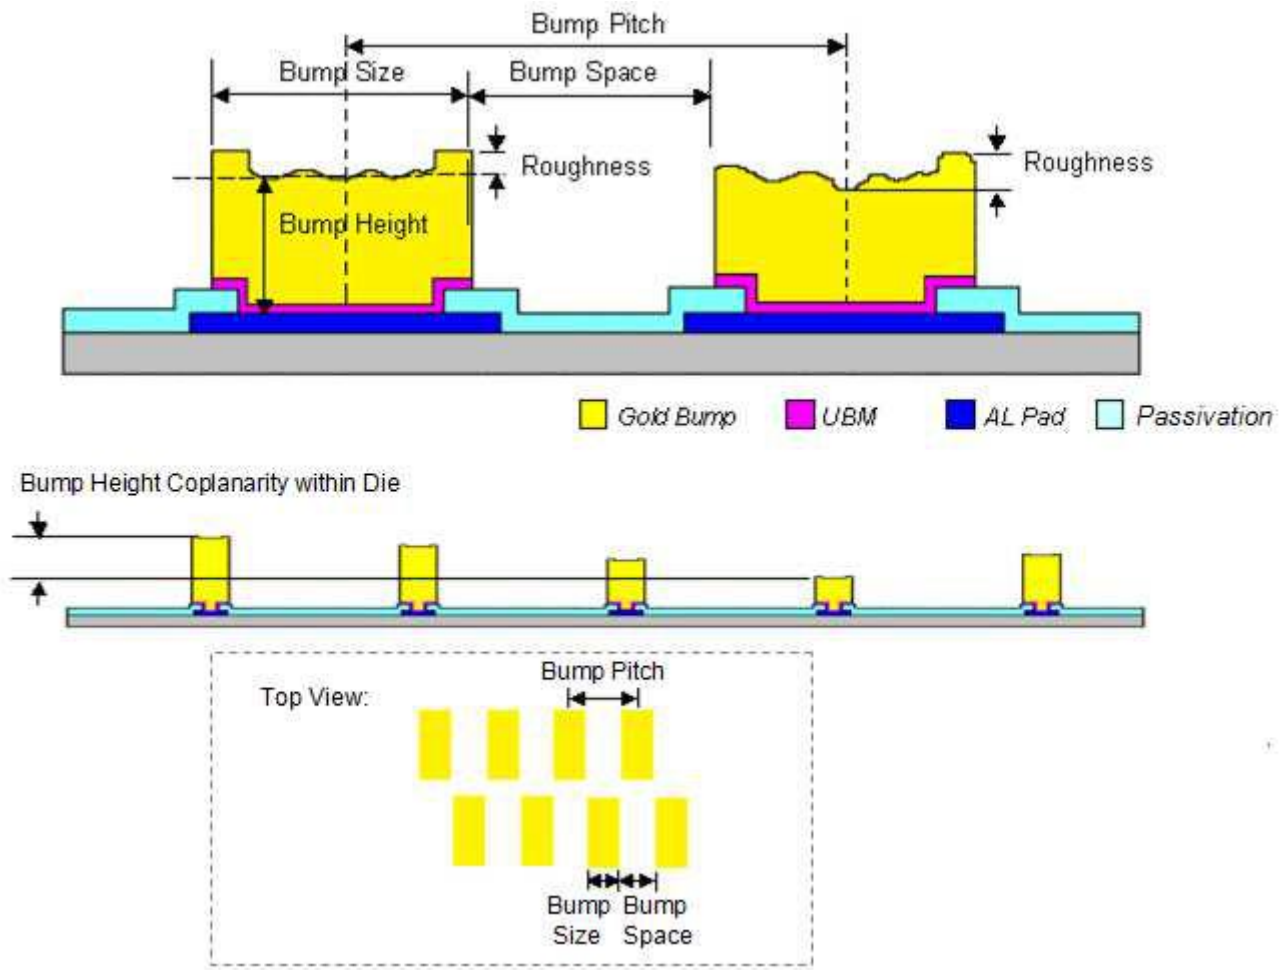 Bump Pitch
Bump Size
Bump Space
Roughness
Roughness
Bump Height
Gold Bump
UBM
AL Pad
Passivation
Bump Height Coplanarity within Die
Bump Pitch
Top View:
Bump
Size
Bump
Space